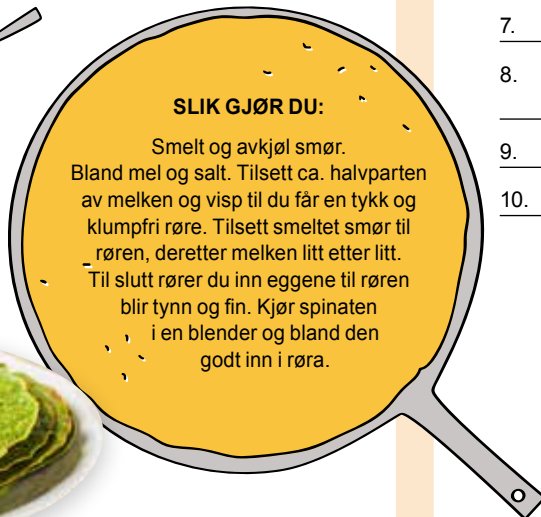 SLIK GJØR DU:
Smelt og avkjøl smør.
Bland mel og salt. Tilsett ca. halvparten
av melken og visp til du får en tykk og
klumpfri røre. Tilsett smeltet smør til
røren, deretter melken litt etter litt.
Til slutt rører du inn eggene til røren
blir tynn og fin. Kjør spinaten
i en blender og bland den
godt inn i røra.
7.
8.
9.
10.